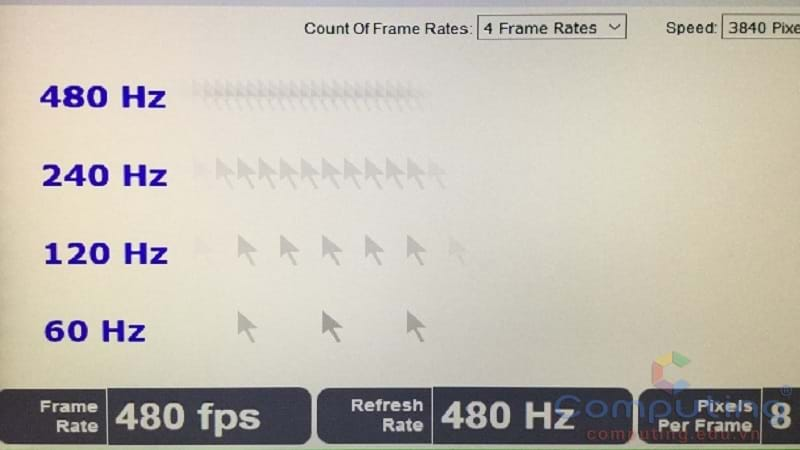 Count Of Frame Rates: 4 Frame Rates Speed: 3840 Pixe
480 Hz
240 Hz
120 Hz
60 Hz
Frame Rate 480 fps Refresh Rate 480 Hz Pixels Per Frame 8
Computing®
computing.edu.vn